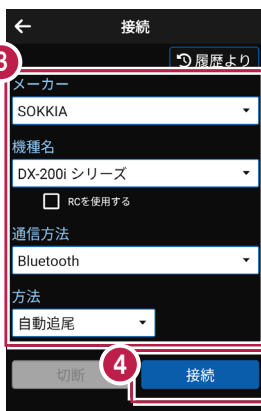 ← 接続
履歴より
3
メーカー
SOKKIA
機種名
DX-200i シリーズ
RCを使用する
通信方法
Bluetooth
方法
自動追尾
切断
4
接続